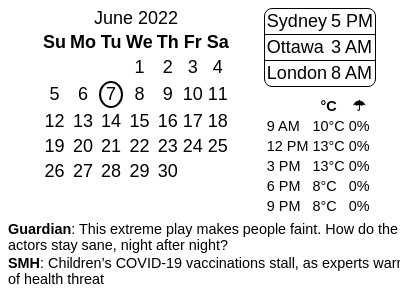 June 2022
Su Mo Tu We Th Fr Sa
1 2 3 4
5 6 7 8 9 10 11
12 13 14 15 16 17 18
19 20 21 22 23 24 25
26 27 28 29 30
Sydney 5 PM
Ottawa 3 AM
London 8 AM
°C ☂
9 AM 10°C 0%
12 PM 13°C 0%
3 PM 13°C 0%
6 PM 8°C 0%
9 PM 8°C 0%
Guardian: This extreme play makes people faint. How do the
actors stay sane, night after night?
SMH: Children's COVID-19 vaccinations stall, as experts warn
of health threat